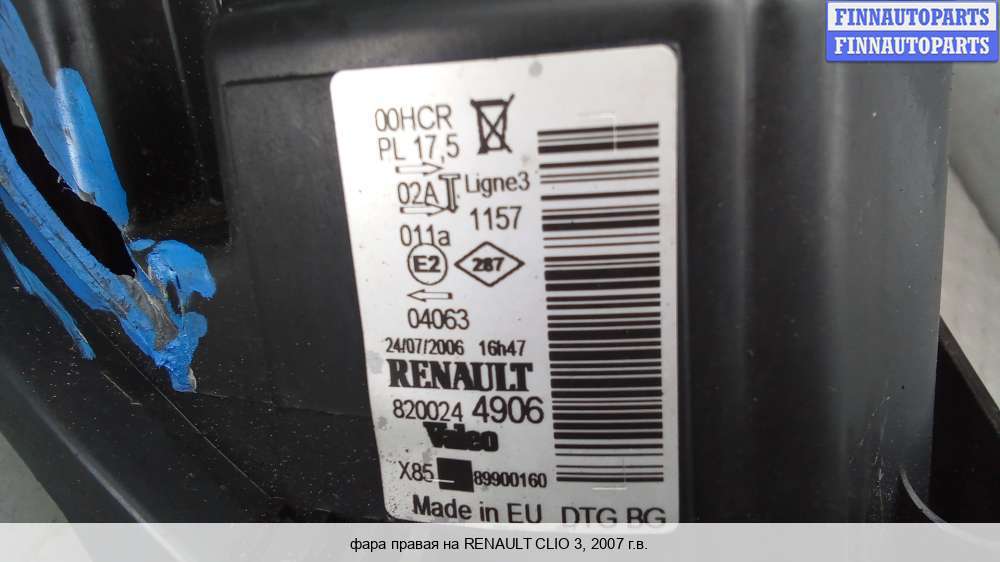 FINNAUTOPARTS
FINNAUTOPARTS
00HCR
PL 17,5
02A
Ligne3
1157
011a
E2
287
04063
24/07/2006 16h47
RENAULT
820024 4906
Valeo
X85 89900160
Made in EU DTG BG
фара правая на RENAULT CLIO 3, 2007 г.в.